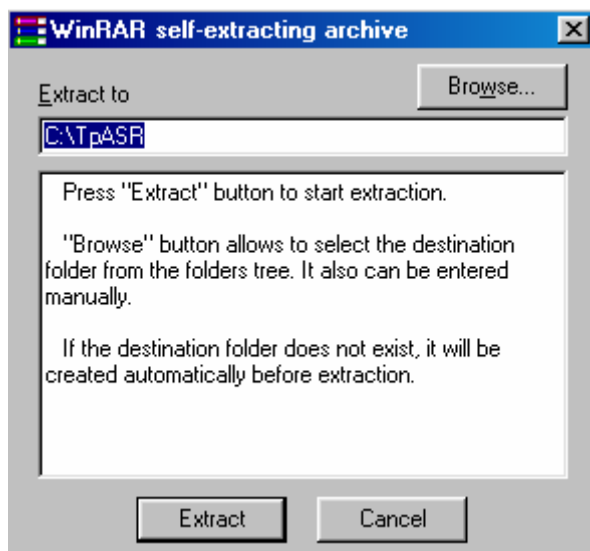 WinRAR self-extracting archive
Extract to
Browse...
C:\TpASR
Press "Extract" button to start extraction.
"Browse" button allows to select the destination
folder from the folders tree. It also can be entered
manually.
If the destination folder does not exist, it will be
created automatically before extraction.
Extract
Cancel